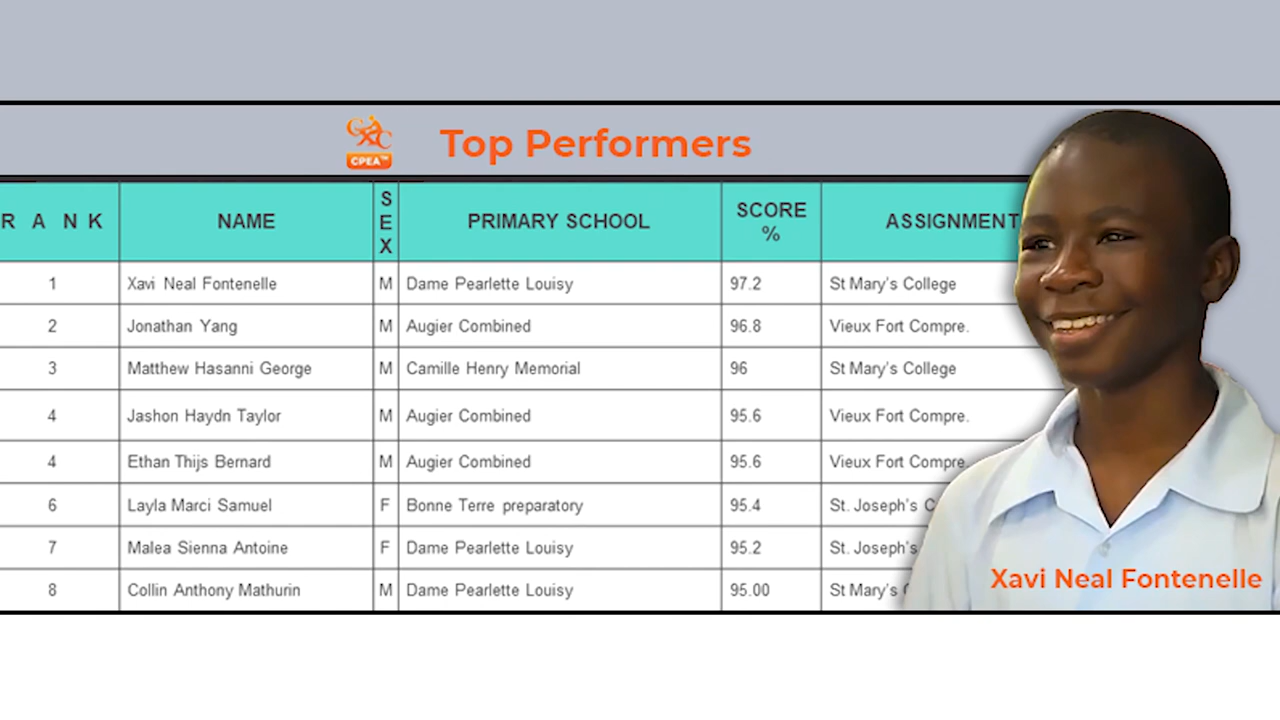 CXC
CPEA™
Top Performers
RANK NAME SEX PRIMARY SCHOOL SCORE % ASSIGNMENT
1 Xavi Neal Fontenelle M Dame Pearlette Louisy 97.2 St Mary's College
2 Jonathan Yang M Augier Combined 96.8 Vieux Fort Compre.
3 Matthew Hasanni George M Camille Henry Memorial 96 St Mary's College
4 Jashon Haydn Taylor M Augier Combined 95.6 Vieux Fort Compre.
4 Ethan Thijs Bernard M Augier Combined 95.6 Vieux Fort Compre.
6 Layla Marci Samuel F Bonne Terre preparatory 95.4 St. Joseph's C
7 Malea Sienna Antoine F Dame Pearlette Louisy 95.2 St. Joseph's
8 Collin Anthony Mathurin M Dame Pearlette Louisy 95.00 St Mary's
Xavi Neal Fontenelle